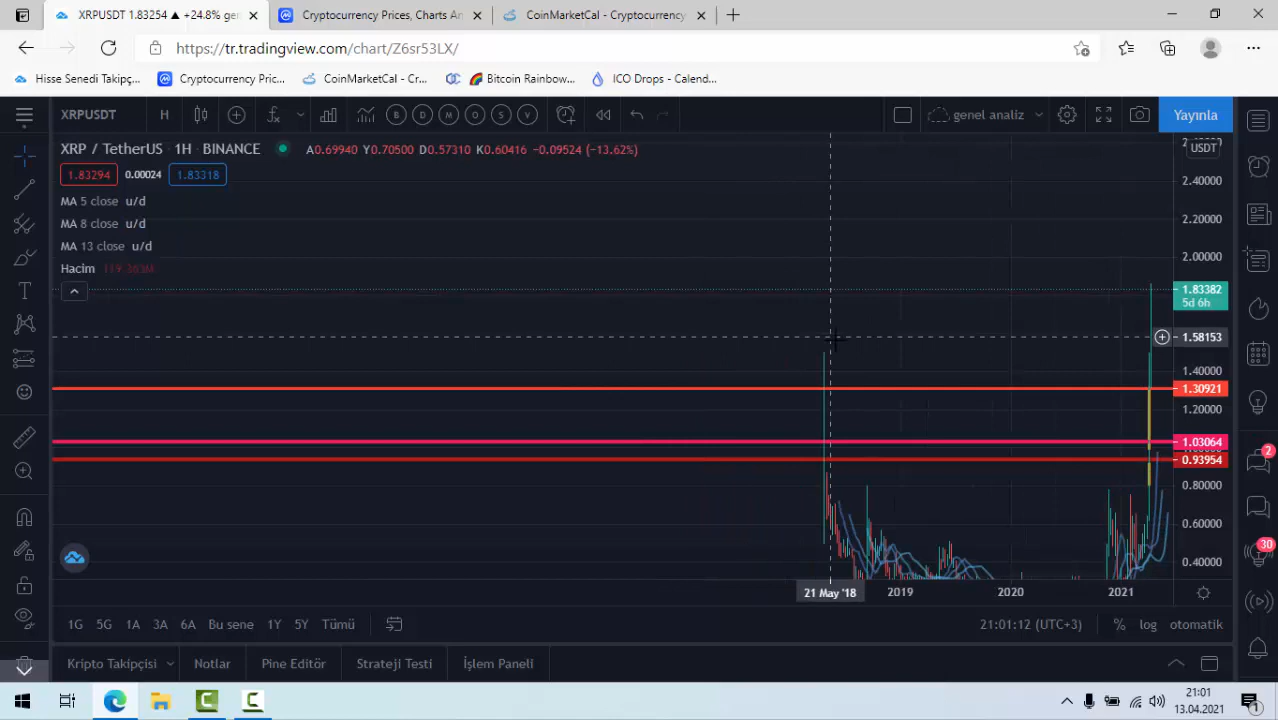 XRPUSDT 1.83254 ▲ +24.8% gen
Cryptocurrency Prices, Charts An
CoinMarketCal - Cryptocurrency
https://tr.tradingview.com/chart/Z6sr53LX/
Hisse Senedi Takipç...
Cryptocurrency Pric...
CoinMarketCal - Cr...
Bitcoin Rainbow...
ICO Drops - Calend...
XRPUSDT
H
B
D
M
O
S
V
genel analiz
Yayınla
XRP / TetherUS 1H · BINANCE
A0.69940 Y0.70500 D0.57310 K0.60416 −0.09524 (−13.62%)
USDT
1.83294
0.00024
1.83318
MA 5 close u/d
MA 8 close u/d
MA 13 close u/d
Hacim 119.363M
2.40000
2.20000
2.00000
1.83382
5d 6h
1.58153
1.40000
1.30921
1.20000
1.03064
0.93954
0.80000
0.60000
0.40000
2
30
21 May '18
2019
2020
2021
1G
5G
1A
3A
6A
Bu sene
1Y
5Y
Tümü
21:01:12 (UTC+3)
%
log
otomatik
Kripto Takipçisi
Notlar
Pine Editör
Strateji Testi
İşlem Paneli
21:01
13.04.2021
1